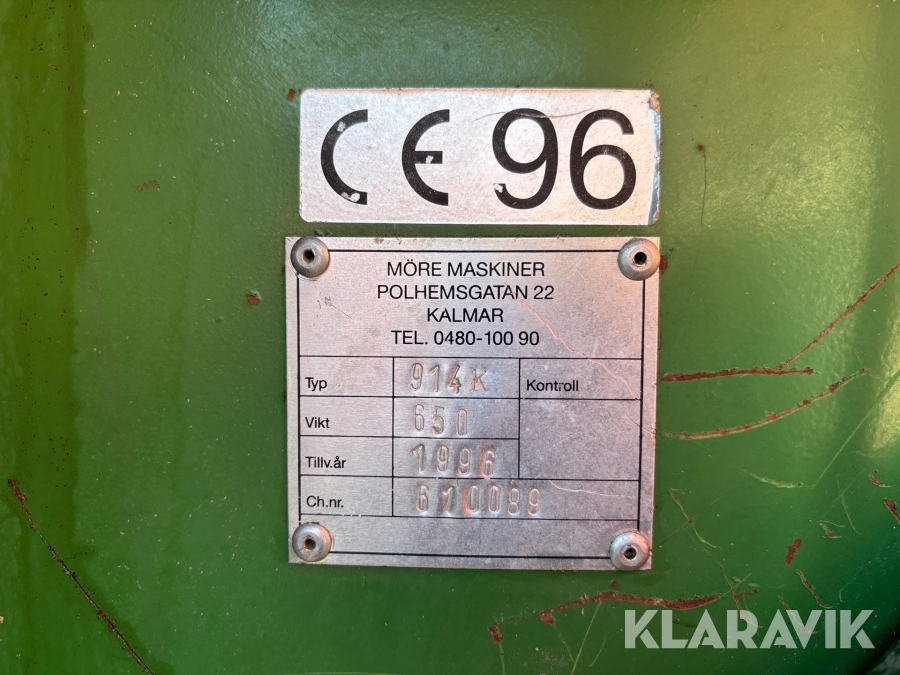 CE 96
MÖRE MASKINER
POLHEMSGATAN 22
KALMAR
TEL. 0480-100 90
Typ 914K Kontroll
Vikt 650
Tillv.år 1996
Ch.nr. 610089
KLARAVIK